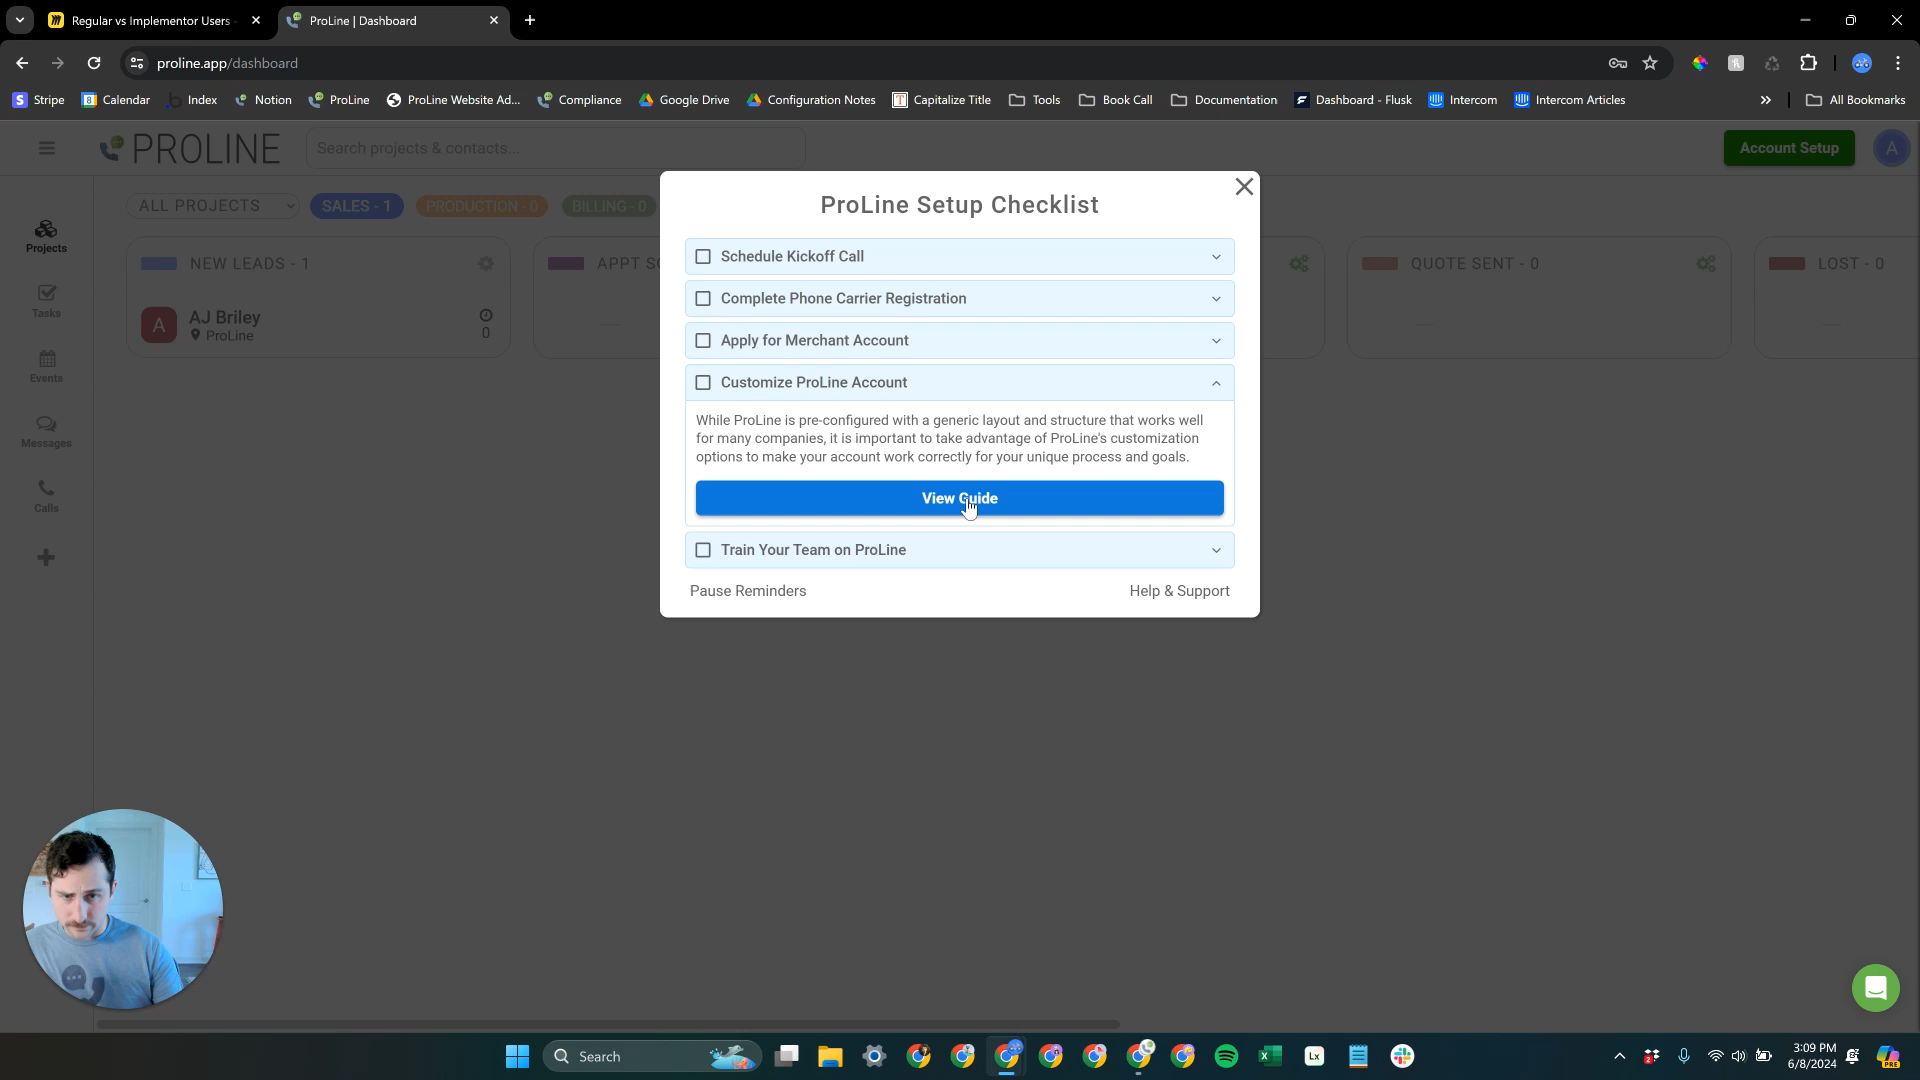 Regular vs Implementor Users -
ProLine | Dashboard
proline.app/dashboard
Stripe
Calendar
Index
Notion
ProLine
ProLine Website Ad...
Compliance
Google Drive
Configuration Notes
Capitalize Title
Tools
Book Call
Documentation
Dashboard - Flusk
Intercom
Intercom Articles
All Bookmarks
PROLINE
Search projects & contacts...
Account Setup
A
ALL PROJECTS
SALES - 1
PRODUCTION - 0
BILLING - 0
Projects
Tasks
Events
Messages
Calls
NEW LEADS - 1
A
AJ Briley
ProLine
0
APPT SC
QUOTE SENT - 0
LOST - 0
ProLine Setup Checklist
Schedule Kickoff Call
Complete Phone Carrier Registration
Apply for Merchant Account
Customize ProLine Account
While ProLine is pre-configured with a generic layout and structure that works well
for many companies, it is important to take advantage of ProLine's customization
options to make your account work correctly for your unique process and goals.
View Guide
Train Your Team on ProLine
Pause Reminders
Help & Support
Search
Lx
2
3:09 PM
6/8/2024
PRE